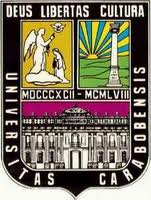 DEUS LIBERTAS CULTURA
MDCCCXCII - MCMLVIII
UNIVERSITAS
CARABOBENSIS